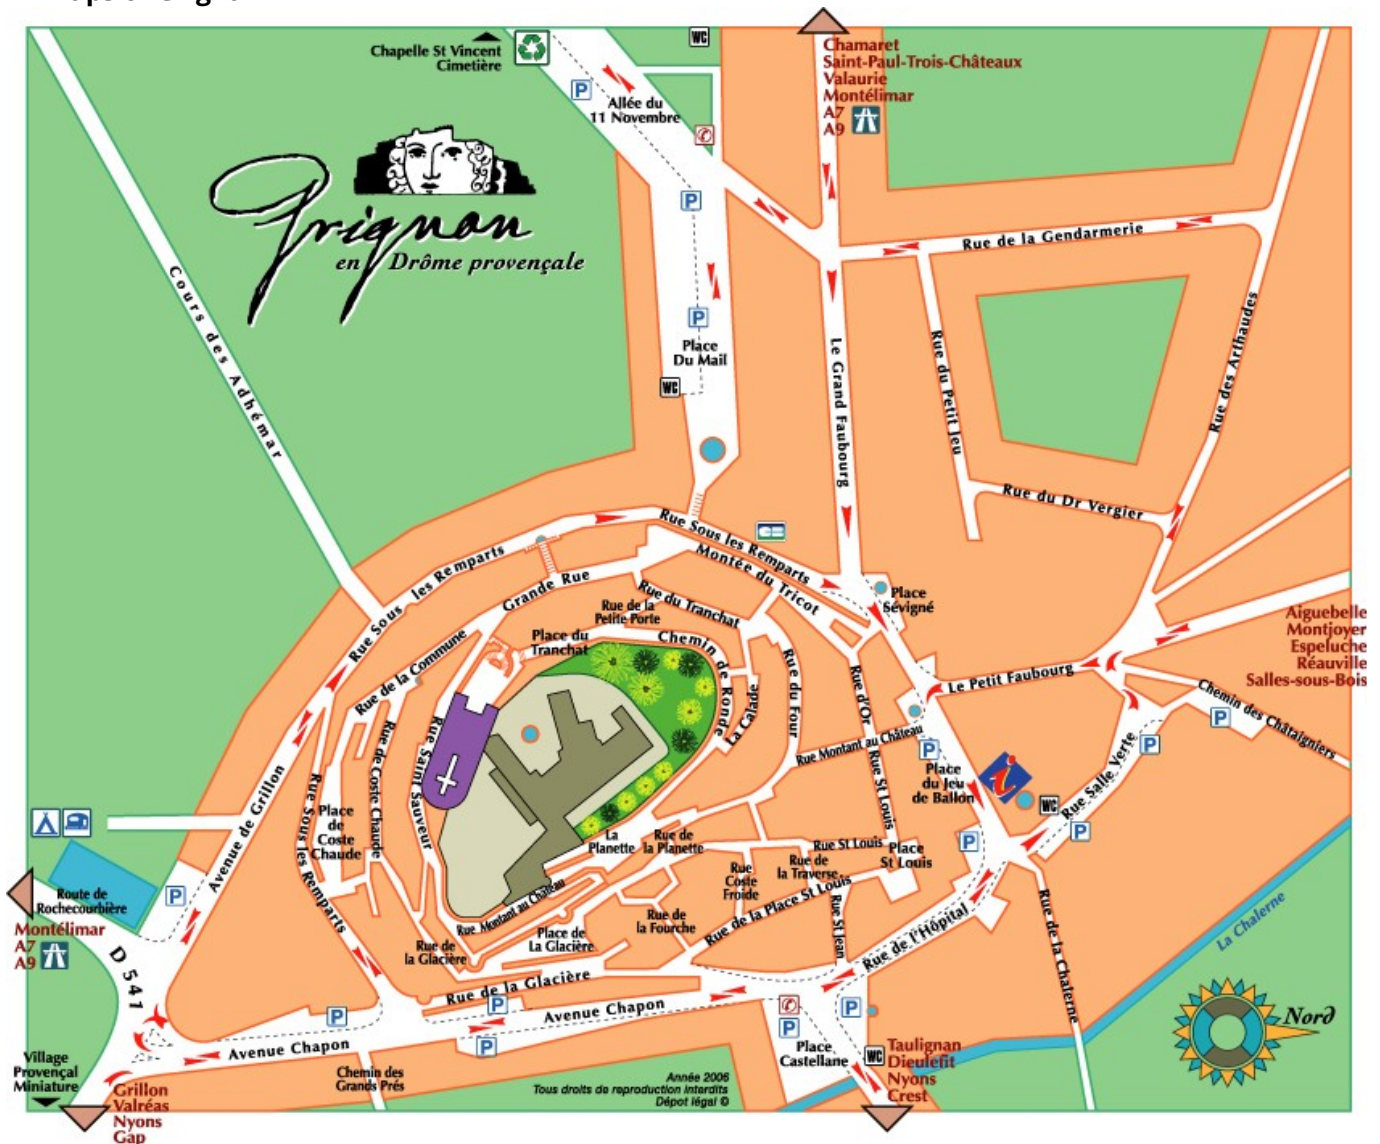 Chapelle St Vincent
Cimetière
WC
P
Allée du
11 Novembre
Chamaret
Saint-Paul-Trois-Châteaux
Valaurie
Montélimar
A7
A9
Grignan
en Drôme provençale
P
Rue de la Gendarmerie
Cours des Adhémar
P
Place
Du Mail
WC
Le Grand Faubourg
Rue du Petit Jeu
Rue des Arthaudes
Rue du Dr Vergier
Rue Sous les Remparts
Rue Sous les Remparts
Montée du Tricot
Grande Rue
Place
Sévigné
Rue du Tranchat
Rue de la
Petite Porte
Place du
Tranchat
Chemin de Ronde
Rue de la Commune
Aiguebelle
Montjoyer
Espeluche
Réauville
Salles-sous-Bois
Le Petit Faubourg
Chemin des Châtaigniers
P
Rue du Four
Rue d'Or
La Calade
Rue Saint Sauveur
Rue de Coste Chaude
Rue Montant au Château
P
P
Place
du Jeu
de Ballon
i
WC
Rue Salle Verte
P
Avenue de Grillon
Rue Sous les Remparts
Place
de
Coste
Chaude
Rue St Louis
La
Planette
Rue de
la Planette
Rue St Louis
Place
St Louis
P
Rue
Coste
Froide
Rue de
la Traverse
Route de
Rochecourbière
P
Montélimar
A7
A9
D 541
Rue Montant au Château
Rue de
la Fourche
Rue de la Place St Louis
Rue St Jean
Rue de l'Hôpital
Rue de la Chalerne
La Chalerne
Rue de
la Glacière
Place de
La Glacière
Rue de la Glacière
P
P
P
Avenue Chapon
Avenue Chapon
P
P
Place
Castellane
WC
Taulignan
Dieulefit
Nyons
Crest
Nord
Village
Provençal
Miniature
Chemin des
Grands Prés
Grillon
Valréas
Nyons
Gap
Année 2006
Tous droits de reproduction interdits
Dépot légal ©